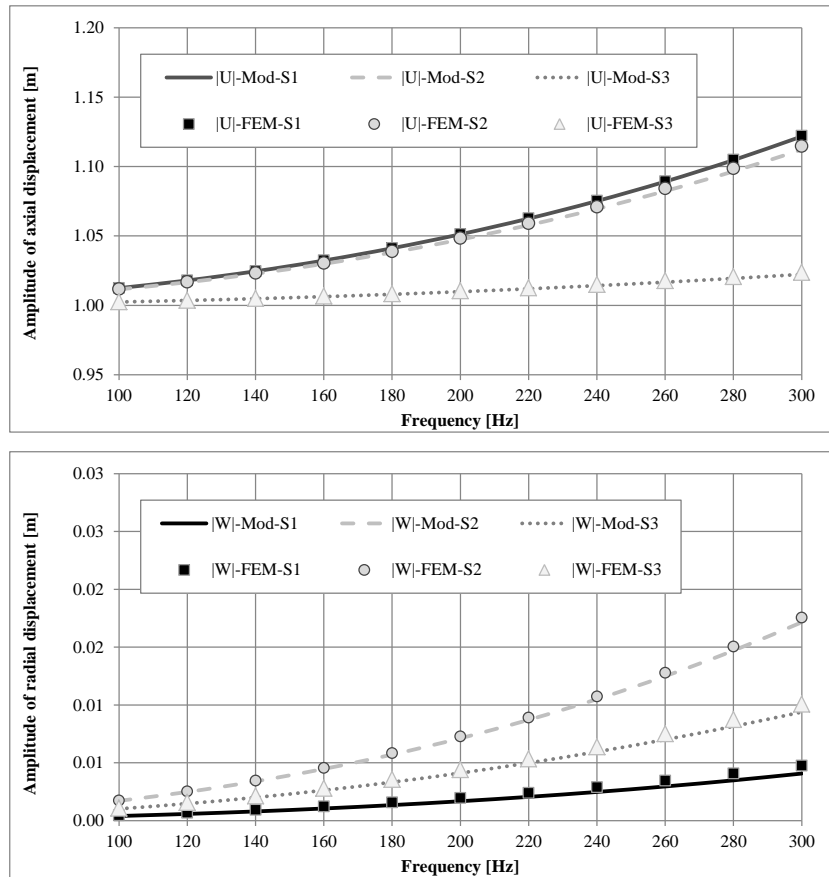 1.20
1.15
1.10
1.05
1.00
0.95
Amplitude of axial displacement [m]
|U|-Mod-S1 |U|-Mod-S2 |U|-Mod-S3
|U|-FEM-S1 |U|-FEM-S2 |U|-FEM-S3
100 120 140 160 180 200 220 240 260 280 300
Frequency [Hz]
0.03
0.03
0.02
0.02
0.01
0.01
0.00
Amplitude of radial displacement [m]
|W|-Mod-S1 |W|-Mod-S2 |W|-Mod-S3
|W|-FEM-S1 |W|-FEM-S2 |W|-FEM-S3
100 120 140 160 180 200 220 240 260 280 300
Frequency [Hz]